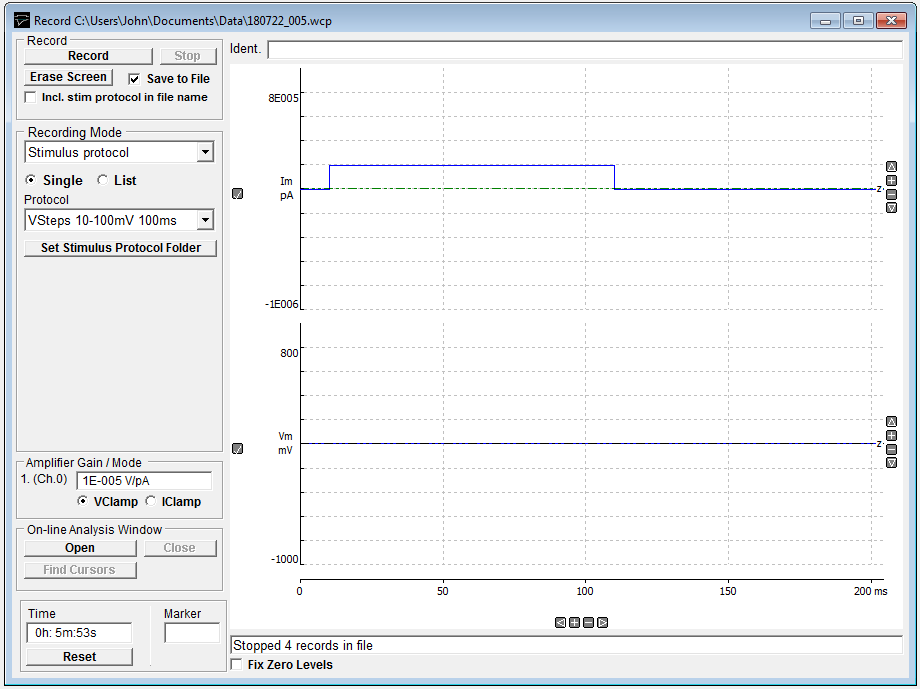 Record C:\Users\John\Documents\Data\180722_005.wcp
Record
Record Stop
Erase Screen Save to File
Incl. stim protocol in file name
Recording Mode
Stimulus protocol
Single List
Protocol
VSteps 10-100mV 100ms
Set Stimulus Protocol Folder
Amplifier Gain / Mode
1. (Ch.0) 1E-005 V/pA
VClamp IClamp
On-line Analysis Window
Open Close
Find Cursors
Time Marker
0h: 5m:53s
Reset
Ident.
8E005
Im
pA
z
-1E006
800
Vm
mV
z
-1000
0 50 100 150 200 ms
Stopped 4 records in file
Fix Zero Levels